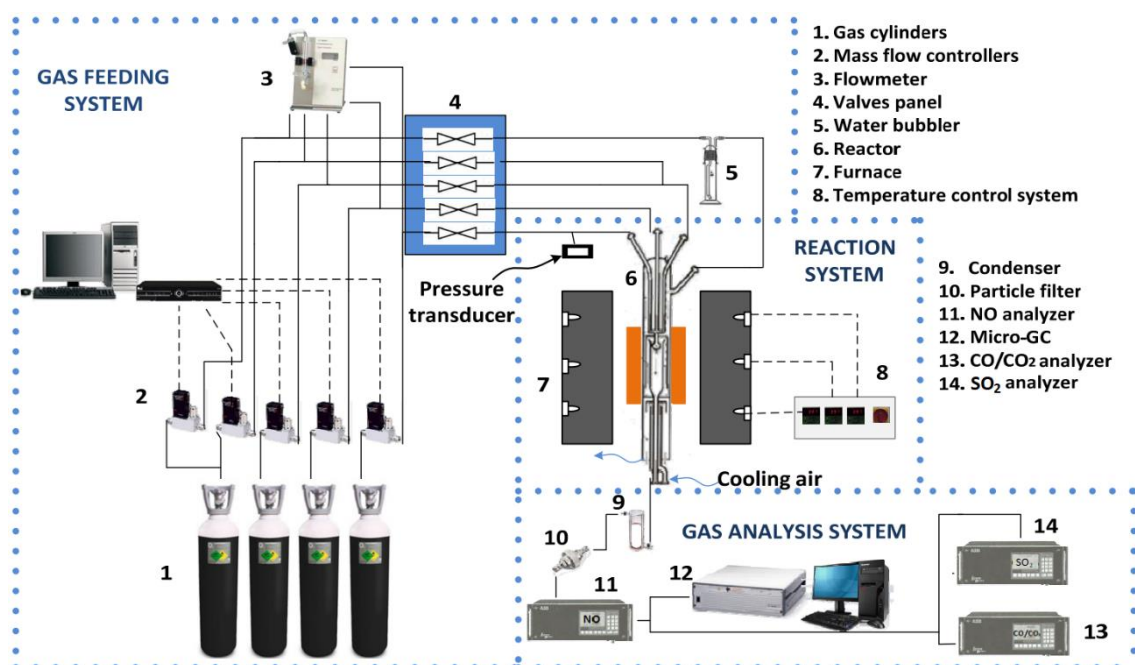 GAS FEEDING
SYSTEM
3
4
5
1. Gas cylinders
2. Mass flow controllers
3. Flowmeter
4. Valves panel
5. Water bubbler
6. Reactor
7. Furnace
8. Temperature control system
Pressure
transducer
6
REACTION
SYSTEM
9. Condenser
10. Particle filter
11. NO analyzer
12. Micro-GC
13. CO/CO2 analyzer
14. SO2 analyzer
2
7
8
Cooling air
1
9
10
11
NO
GAS ANALYSIS SYSTEM
12
14
SO2
13
CO/CO2